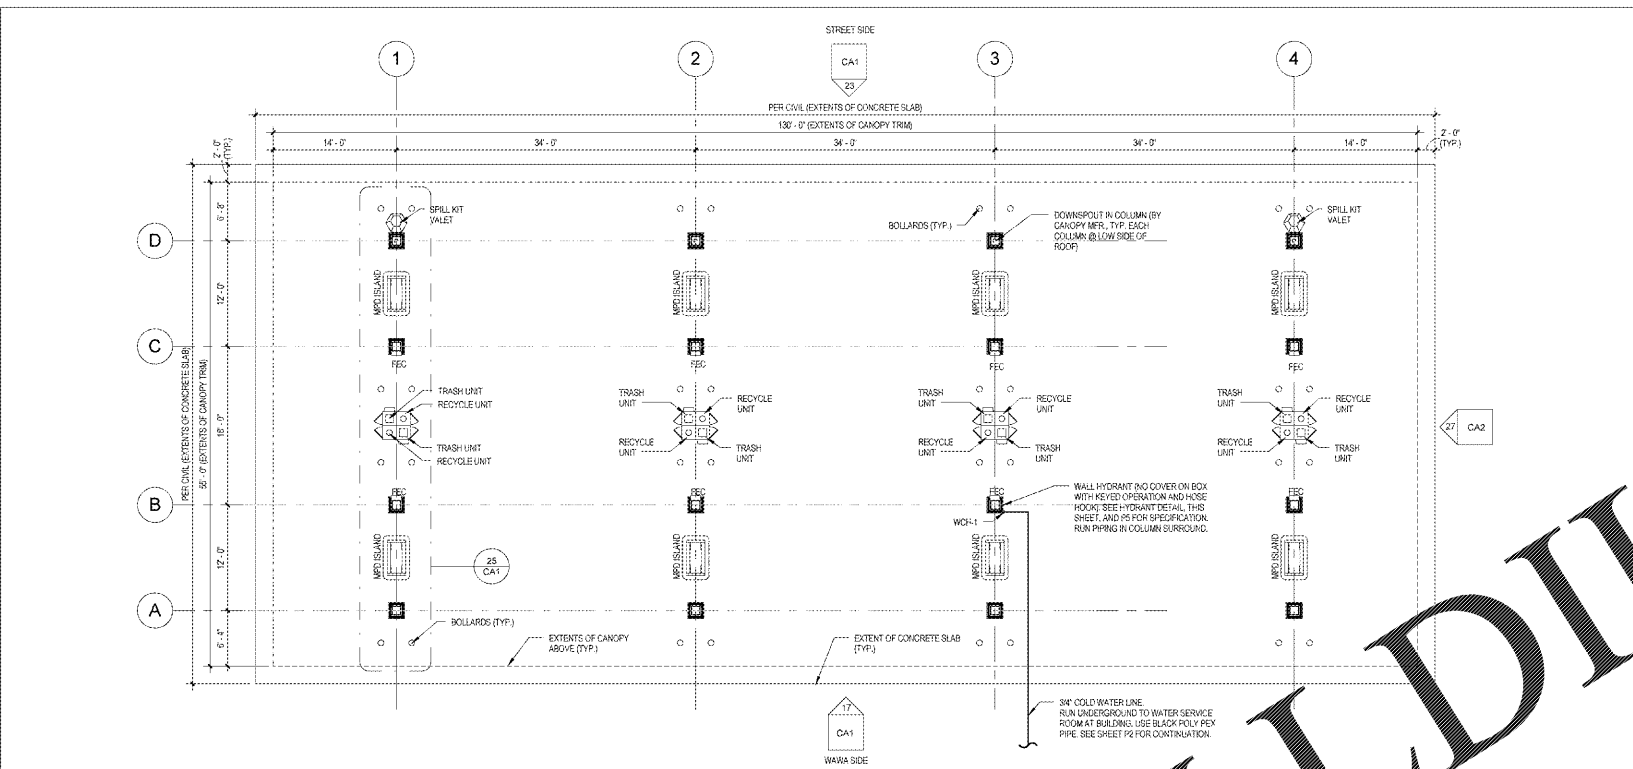 STREET SIDE
CA1
23
1
2
3
4
PER CIVIL (EXTENTS OF CONCRETE SLAB)
130' - 0" (EXTENTS OF CANOPY TRIM)
14' - 0"
34' - 0"
34' - 0"
34' - 0"
14' - 0"
2' - 0"
(TYP.)
2' - 0"
(TYP.)
SPILL KIT
VALET
BOLLARDS (TYP.)
DOWNSPOUT IN COLUMN (BY
CANOPY MFR., TYP. EACH
COLUMN @ LOW SIDE OF
ROOF)
SPILL KIT
VALET
D
12' - 0"
MPD ISLAND
MPD ISLAND
MPD ISLAND
MPD ISLAND
C
FEC
FEC
FEC
FEC
PER CIVIL (EXTENTS OF CONCRETE SLAB)
(EXTENTS OF CANOPY TRIM)
TRASH UNIT
RECYCLE UNIT
TRASH UNIT
RECYCLE UNIT
TRASH
UNIT
RECYCLE
UNIT
RECYCLE
UNIT
TRASH
UNIT
TRASH
UNIT
RECYCLE
UNIT
RECYCLE
UNIT
TRASH
UNIT
TRASH
UNIT
RECYCLE
UNIT
RECYCLE
UNIT
TRASH
UNIT
27
CA2
B
FEC
FEC
FEC
FEC
WALL HYDRANT (NO COVER ON BOX
WITH KEYED OPERATION AND HOSE
HOOK). SEE HYDRANT DETAIL, THIS
SHEET, AND P5 FOR SPECIFICATION.
RUN PIPING IN COLUMN SURROUND.
12' - 0"
MPD ISLAND
MPD ISLAND
MPD ISLAND
MPD ISLAND
25
CA1
A
6' - 4"
BOLLARDS (TYP.)
EXTENTS OF CANOPY
ABOVE (TYP.)
EXTENT OF CONCRETE SLAB
(TYP.)
17
CA1
WAWA SIDE
3/4" COLD WATER LINE.
RUN UNDERGROUND TO WATER SERVICE
ROOM AT BUILDING. USE BLACK POLY PEX
PIPE. SEE SHEET P2 FOR CONTINUATION.